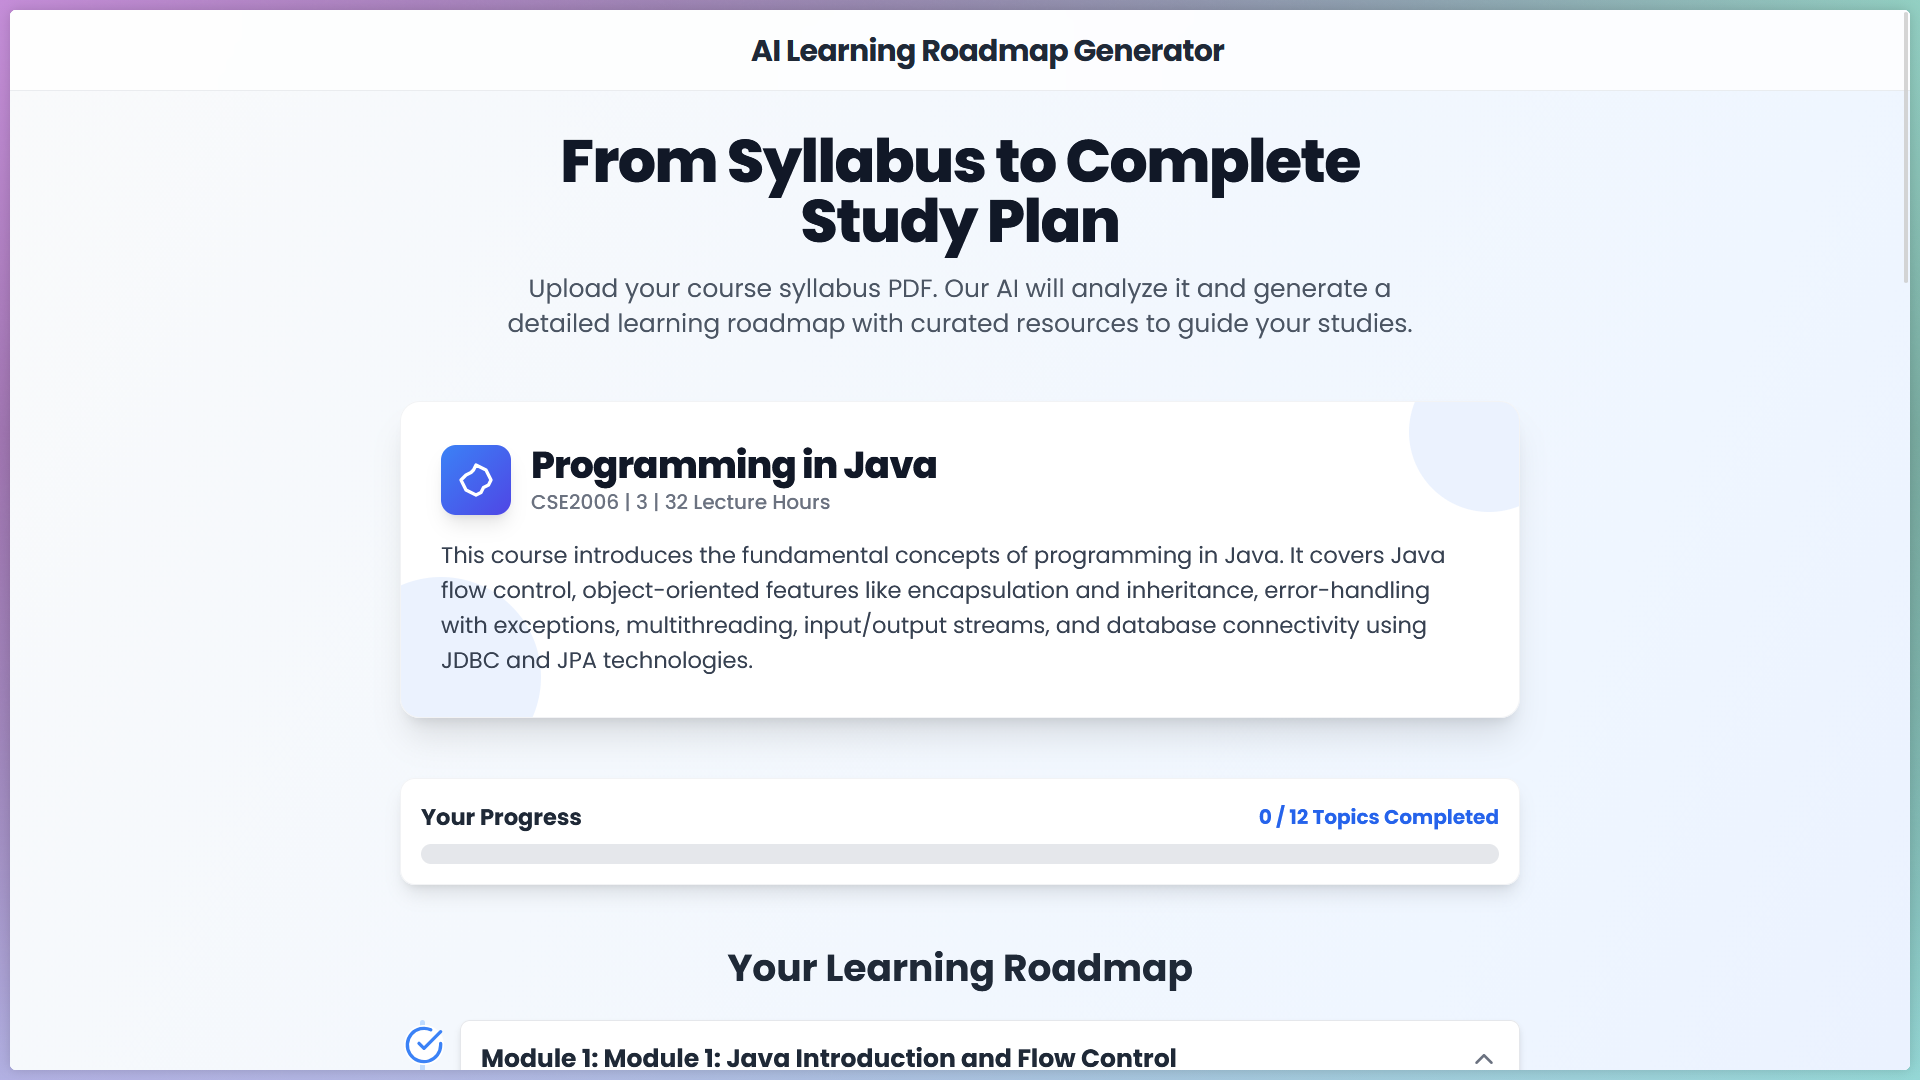 AI Learning Roadmap Generator
From Syllabus to Complete
Study Plan
Upload your course syllabus PDF. Our AI will analyze it and generate a
detailed learning roadmap with curated resources to guide your studies.
Programming in Java
CSE2006 | 3 | 32 Lecture Hours
This course introduces the fundamental concepts of programming in Java. It covers Java
flow control, object-oriented features like encapsulation and inheritance, error-handling
with exceptions, multithreading, input/output streams, and database connectivity using
JDBC and JPA technologies.
Your Progress
0 / 12 Topics Completed
Your Learning Roadmap
Module 1: Module 1: Java Introduction and Flow Control